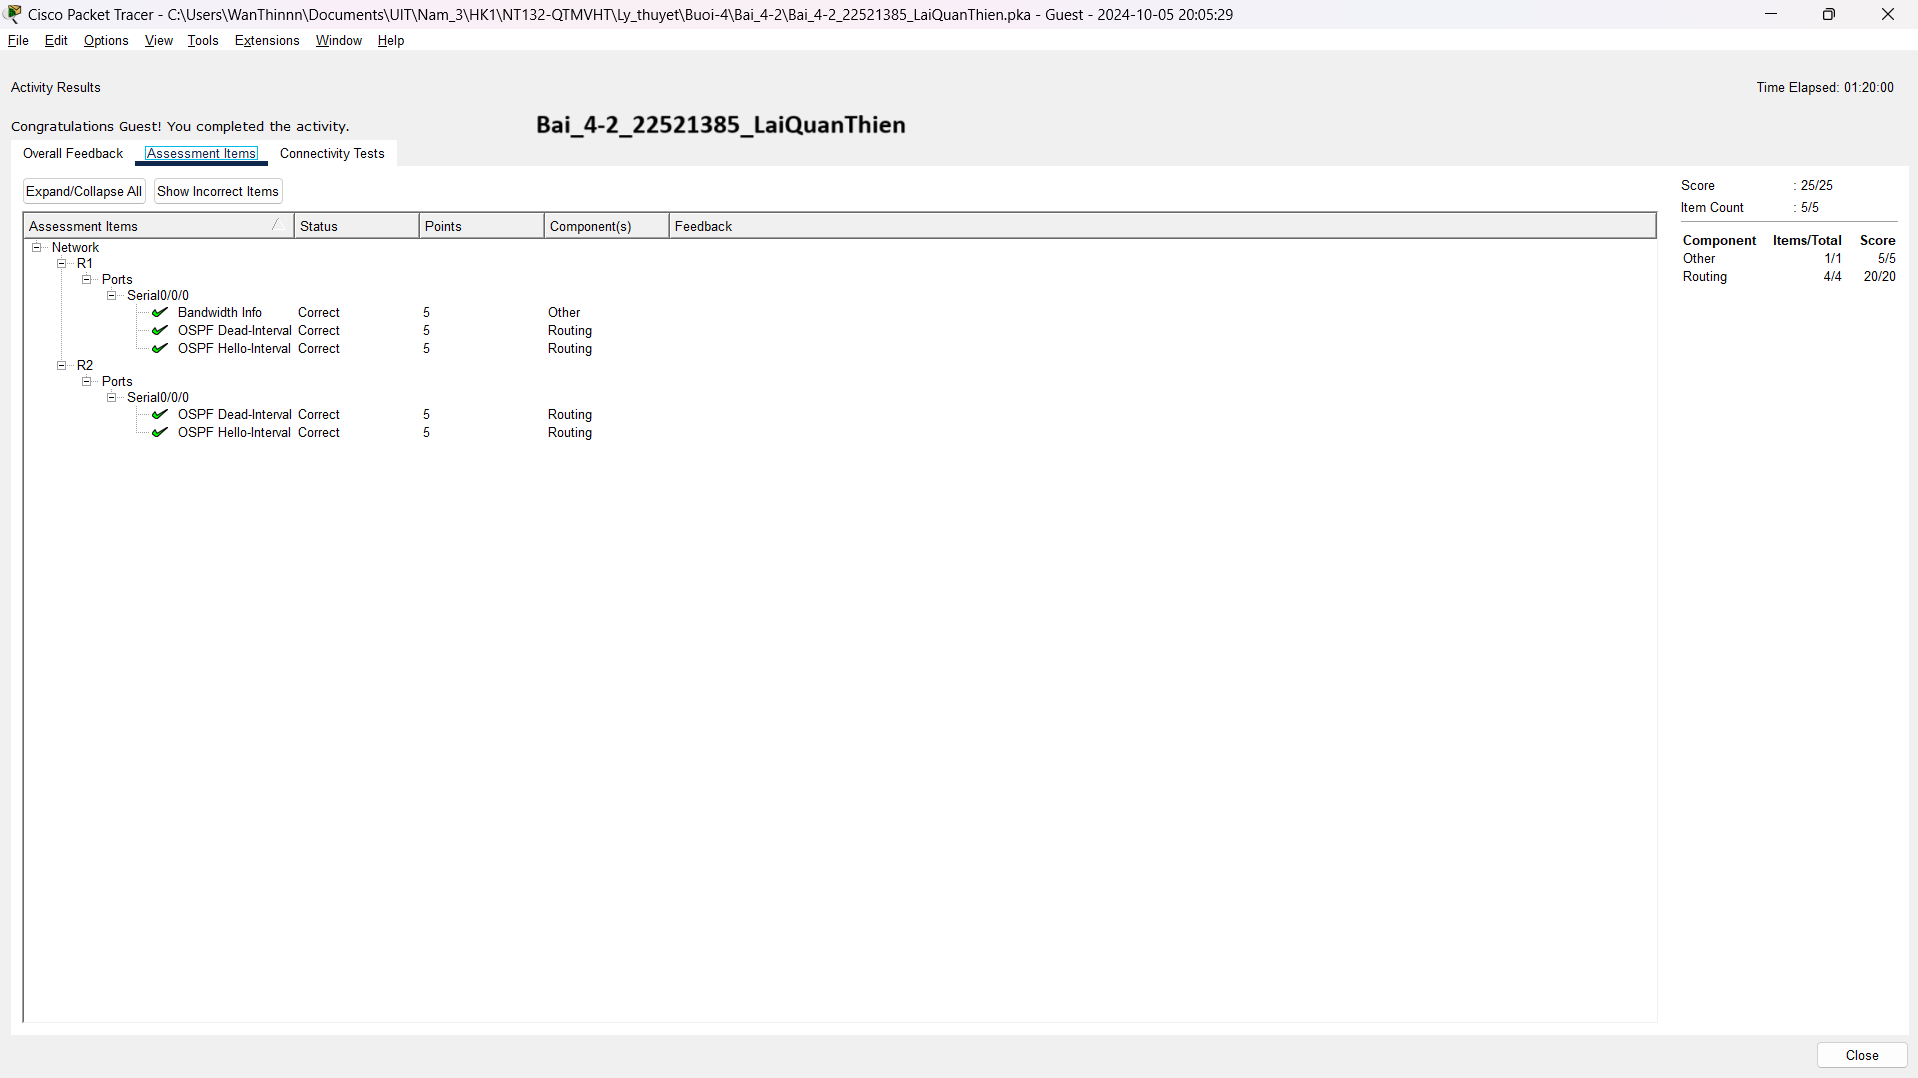 Cisco Packet Tracer - C:\Users\WanThinnn\Documents\UIT\Nam_3\HK1\NT132-QTMVHT\Ly_thuyet\Buoi-4\Bai_4-2\Bai_4-2_22521385_LaiQuanThien.pka - Guest - 2024-10-05 20:05:29
File Edit Options View Tools Extensions Window Help
Activity Results Time Elapsed: 01:20:00
Congratulations Guest! You completed the activity. Bai_4-2_22521385_LaiQuanThien
Overall Feedback Assessment Items Connectivity Tests
Expand/Collapse All Show Incorrect Items
Assessment Items Status Points Component(s) Feedback
Network
R1
Ports
Serial0/0/0
Bandwidth Info Correct 5 Other
OSPF Dead-Interval Correct 5 Routing
OSPF Hello-Interval Correct 5 Routing
R2
Ports
Serial0/0/0
OSPF Dead-Interval Correct 5 Routing
OSPF Hello-Interval Correct 5 Routing
Score : 25/25
Item Count : 5/5
Component Items/Total Score
Other 1/1 5/5
Routing 4/4 20/20
Close